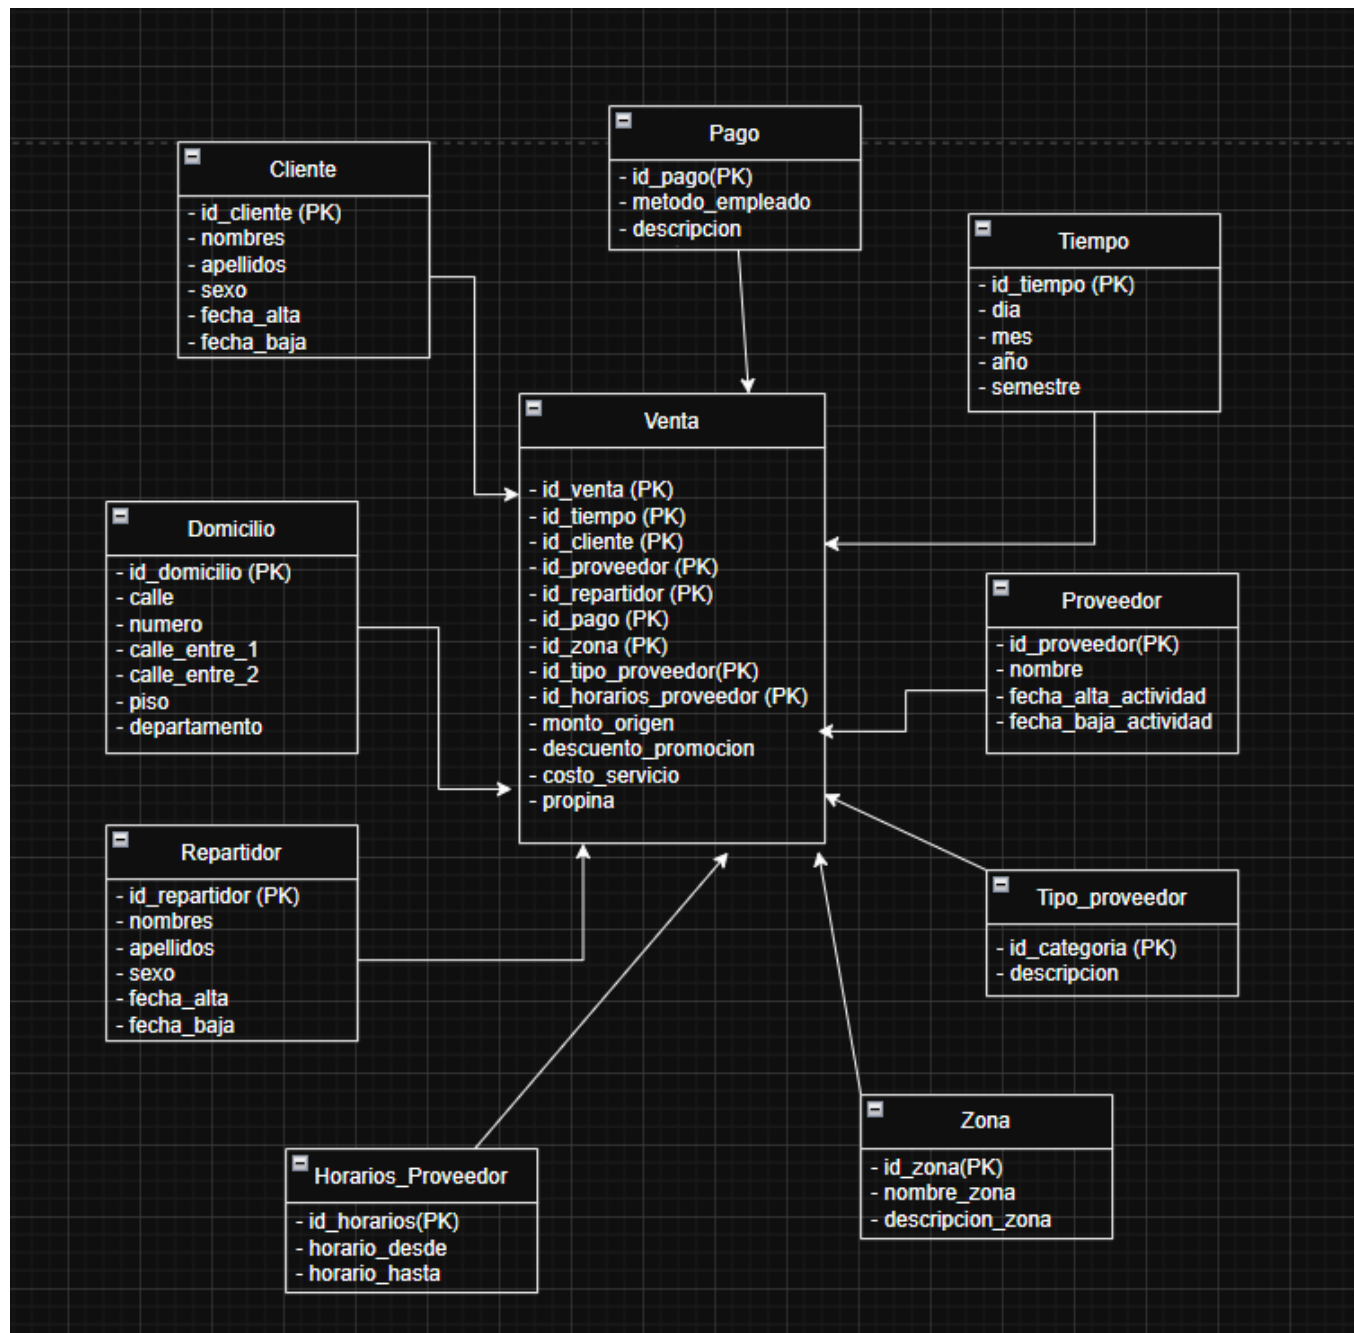 Pago
- id_pago(PK)
- metodo_empleado
- descripcion
Cliente
- id_cliente (PK)
- nombres
- apellidos
- sexo
- fecha_alta
- fecha_baja
Tiempo
- id_tiempo (PK)
- dia
- mes
- año
- semestre
Venta
- id_venta (PK)
- id_tiempo (PK)
- id_cliente (PK)
- id_proveedor (PK)
- id_repartidor (PK)
- id_pago (PK)
- id_zona (PK)
- id_tipo_proveedor(PK)
- id_horarios_proveedor (PK)
- monto_origen
- descuento_promocion
- costo_servicio
- propina
Domicilio
- id_domicilio (PK)
- calle
- numero
- calle_entre_1
- calle_entre_2
- piso
- departamento
Proveedor
- id_proveedor(PK)
- nombre
- fecha_alta_actividad
- fecha_baja_actividad
Repartidor
- id_repartidor (PK)
- nombres
- apellidos
- sexo
- fecha_alta
- fecha_baja
Tipo_proveedor
- id_categoria (PK)
- descripcion
Zona
- id_zona(PK)
- nombre_zona
- descripcion_zona
Horarios_Proveedor
- id_horarios(PK)
- horario_desde
- horario_hasta